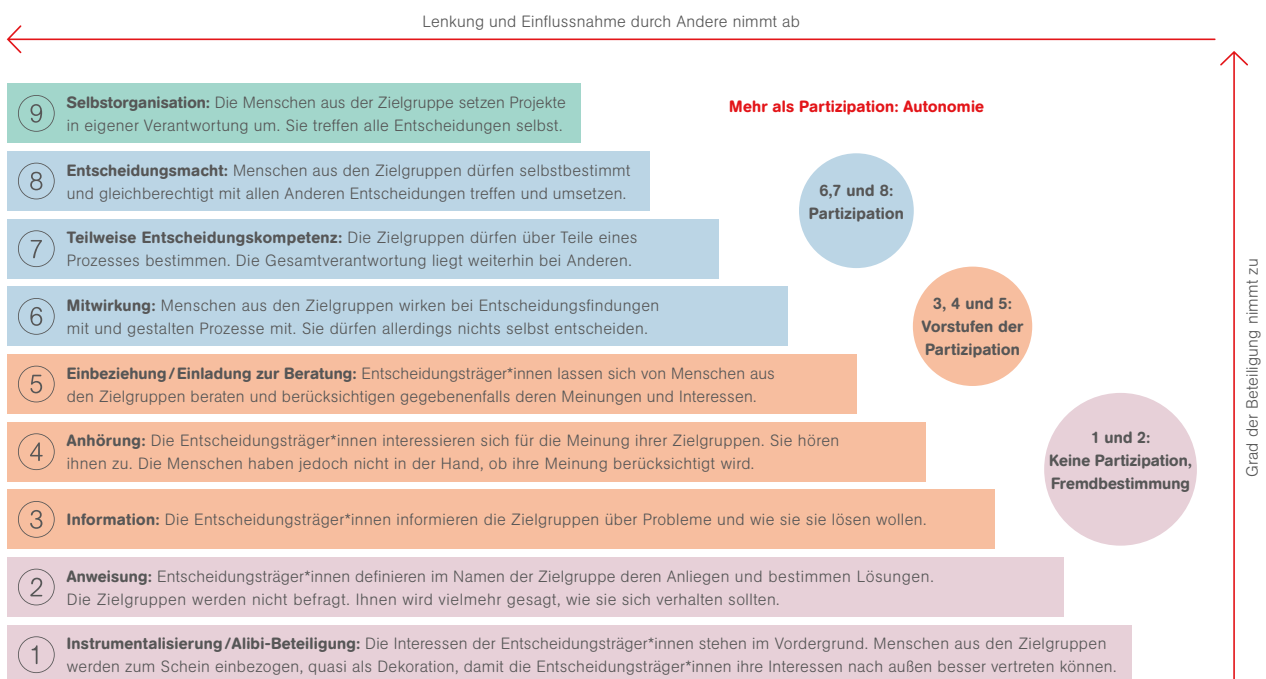 Lenkung und Einflussnahme durch Andere nimmt ab
9
Selbstorganisation: Die Menschen aus der Zielgruppe setzen Projekte
in eigener Verantwortung um. Sie treffen alle Entscheidungen selbst.
Mehr als Partizipation: Autonomie
8
Entscheidungsmacht: Menschen aus den Zielgruppen dürfen selbstbestimmt
und gleichberechtigt mit allen Anderen Entscheidungen treffen und umsetzen.
6,7 und 8:
Partizipation
7
Teilweise Entscheidungskompetenz: Die Zielgruppen dürfen über Teile eines
Prozesses bestimmen. Die Gesamtverantwortung liegt weiterhin bei Anderen.
6
Mitwirkung: Menschen aus den Zielgruppen wirken bei Entscheidungsfindungen
mit und gestalten Prozesse mit. Sie dürfen allerdings nichts selbst entscheiden.
3, 4 und 5:
Vorstufen der
Partizipation
5
Einbeziehung/Einladung zur Beratung: Entscheidungsträger*innen lassen sich von Menschen aus
den Zielgruppen beraten und berücksichtigen gegebenenfalls deren Meinungen und Interessen.
4
Anhörung: Die Entscheidungsträger*innen interessieren sich für die Meinung ihrer Zielgruppen. Sie hören
ihnen zu. Die Menschen haben jedoch nicht in der Hand, ob ihre Meinung berücksichtigt wird.
1 und 2:
Keine Partizipation,
Fremdbestimmung
3
Information: Die Entscheidungsträger*innen informieren die Zielgruppen über Probleme und wie sie sie lösen wollen.
2
Anweisung: Entscheidungsträger*innen definieren im Namen der Zielgruppe deren Anliegen und bestimmen Lösungen.
Die Zielgruppen werden nicht befragt. Ihnen wird vielmehr gesagt, wie sie sich verhalten sollten.
1
Instrumentalisierung/Alibi-Beteiligung: Die Interessen der Entscheidungsträger*innen stehen im Vordergrund. Menschen aus den Zielgruppen
werden zum Schein einbezogen, quasi als Dekoration, damit die Entscheidungsträger*innen ihre Interessen nach außen besser vertreten können.
Grad der Beteiligung nimmt zu